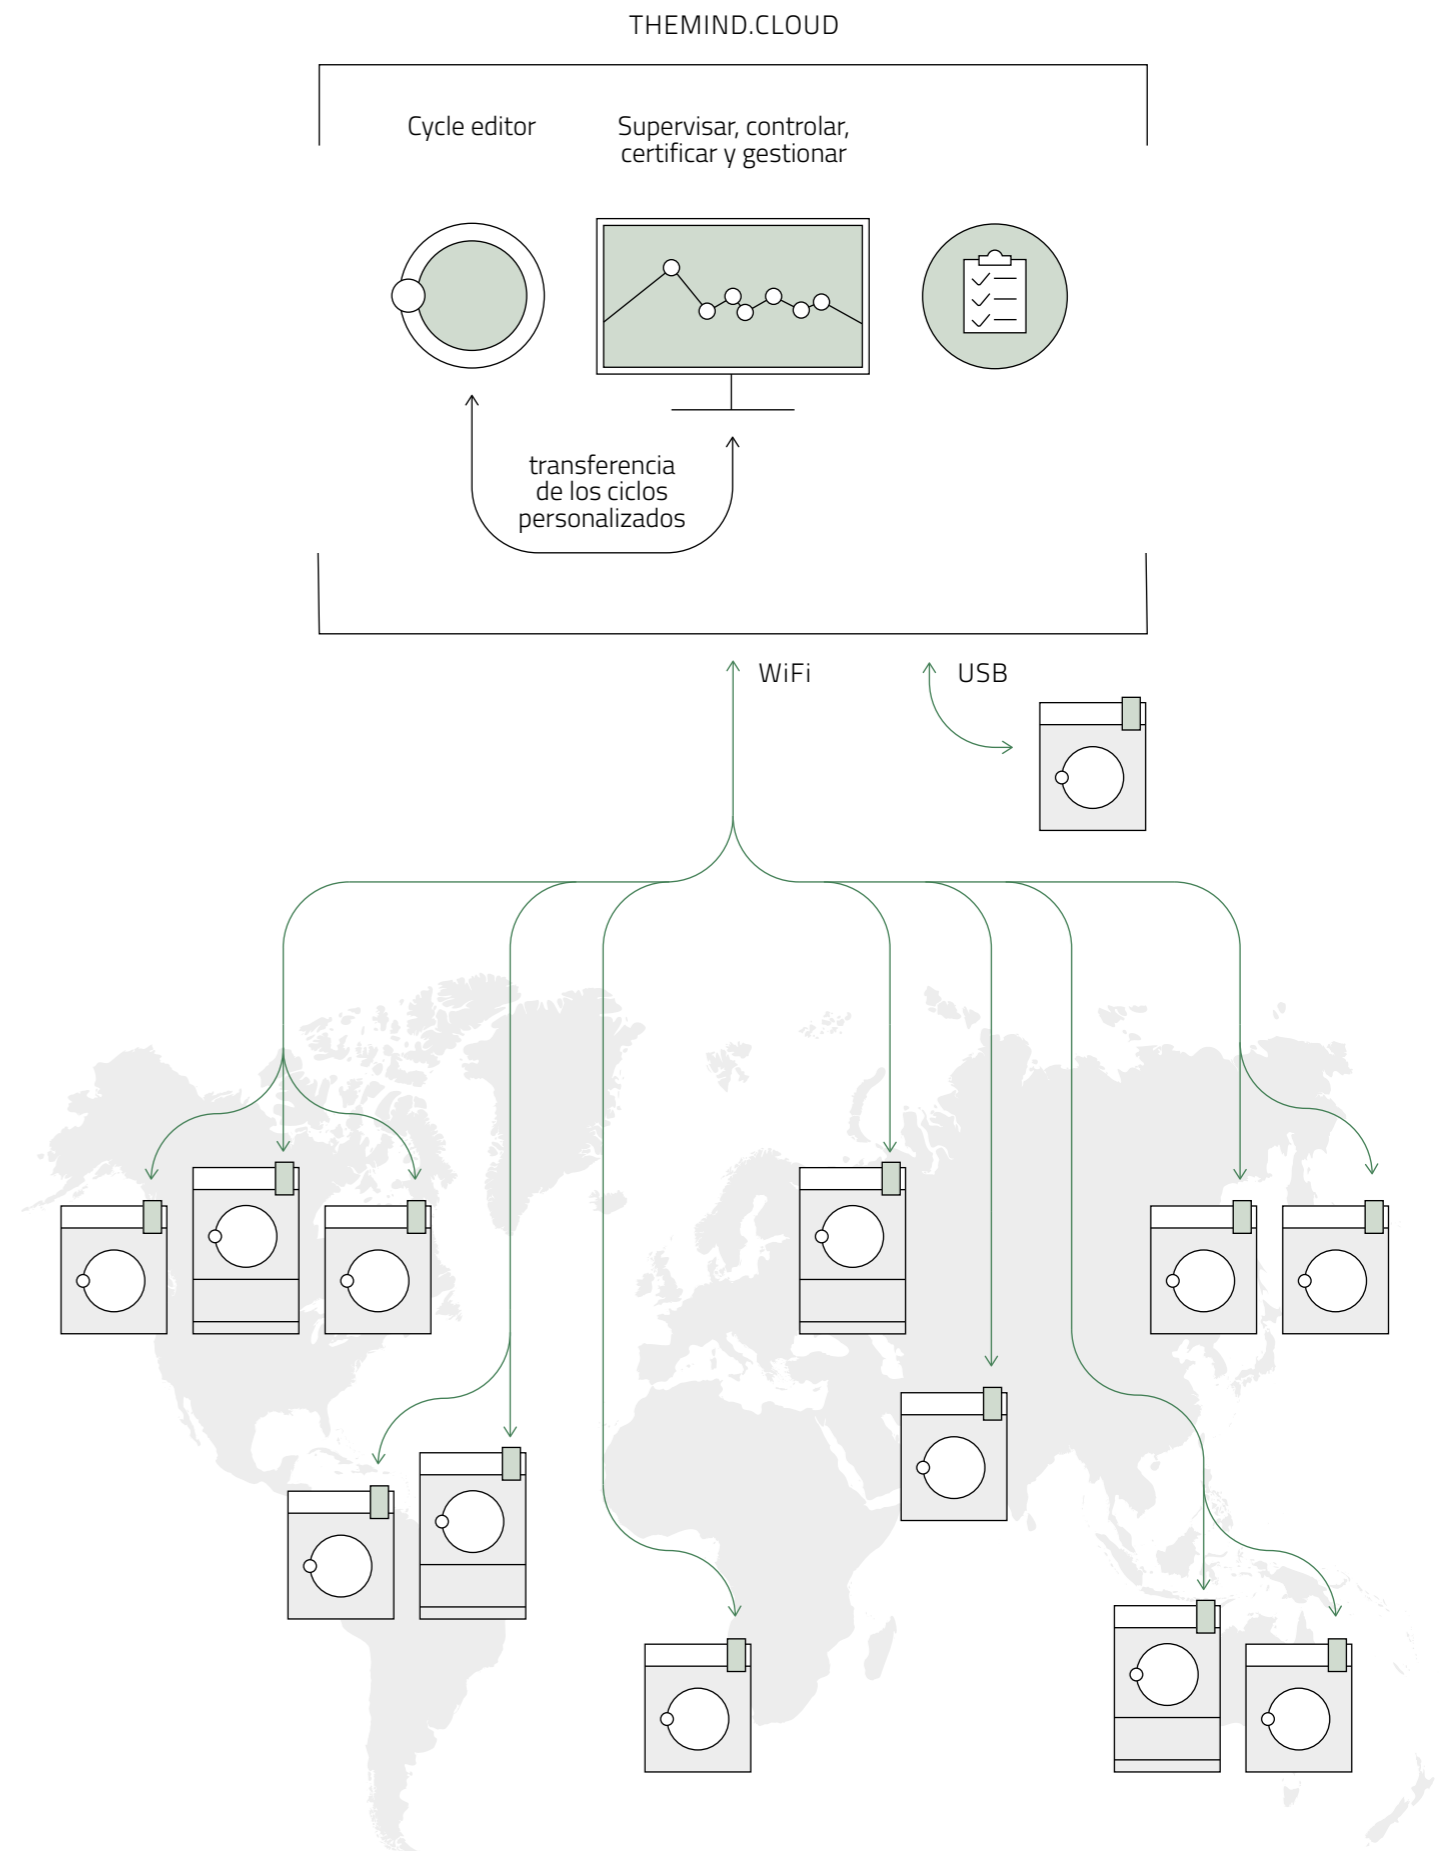 THEMIND.CLOUD
Cycle editor
Supervisar, controlar,
certificar y gestionar
transferencia
de los ciclos
personalizados
WiFi
USB